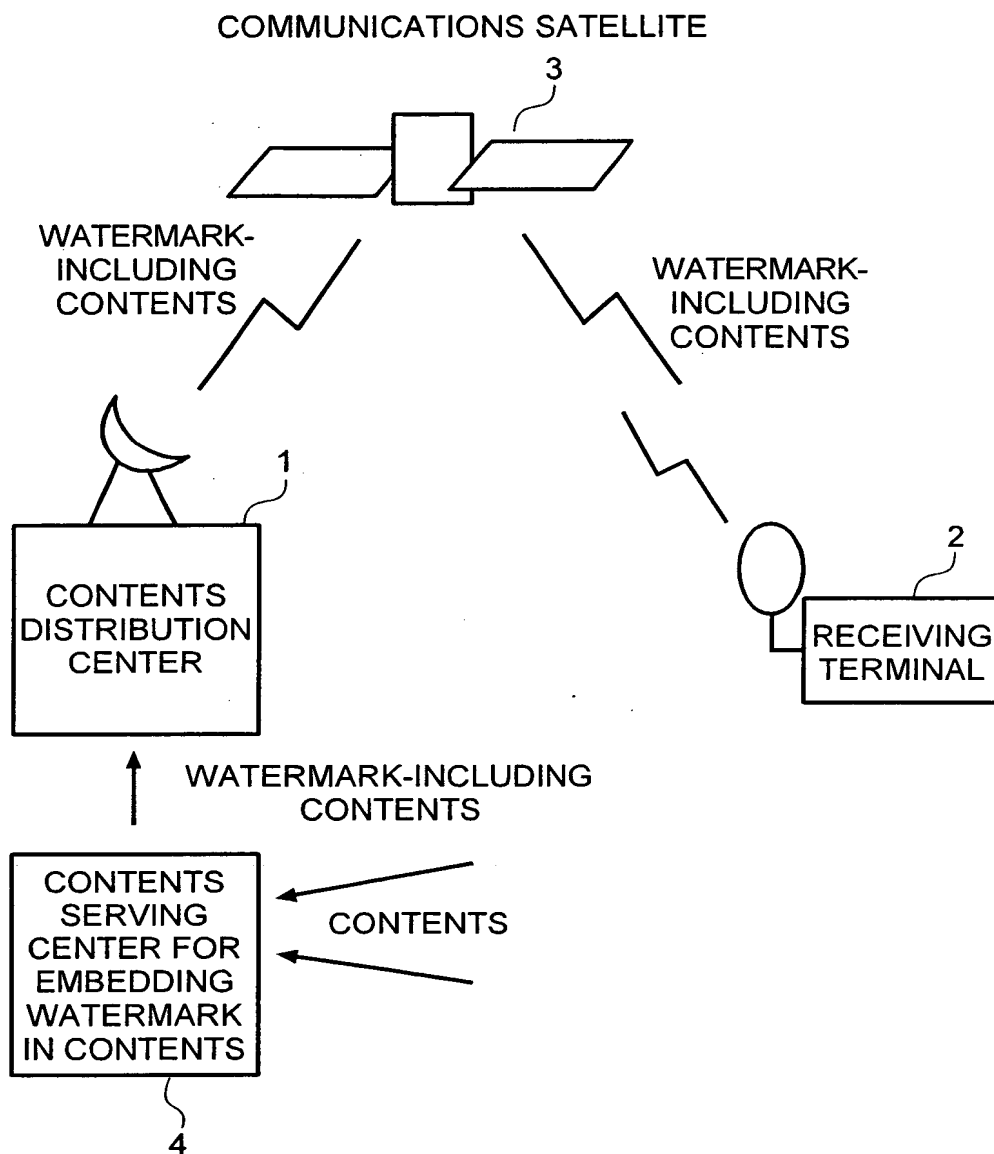 COMMUNICATIONS SATELLITE
3
WATERMARK-
INCLUDING
CONTENTS
WATERMARK-
INCLUDING
CONTENTS
1
CONTENTS
DISTRIBUTION
CENTER
2
RECEIVING
TERMINAL
WATERMARK-INCLUDING
CONTENTS
CONTENTS
SERVING
CENTER FOR
EMBEDDING
WATERMARK
IN CONTENTS
CONTENTS
4